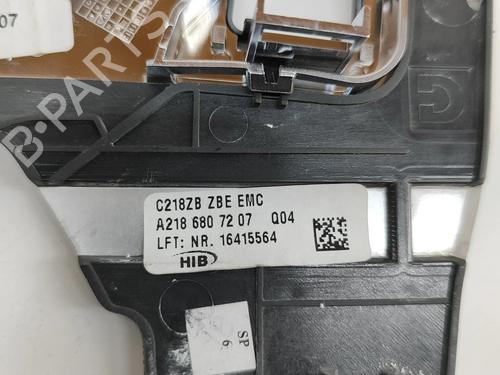 07
B-PARTS
C218ZB ZBE EMC
A218 680 72 07 Q04
LFT: NR. 16415564
HIB
SP
6